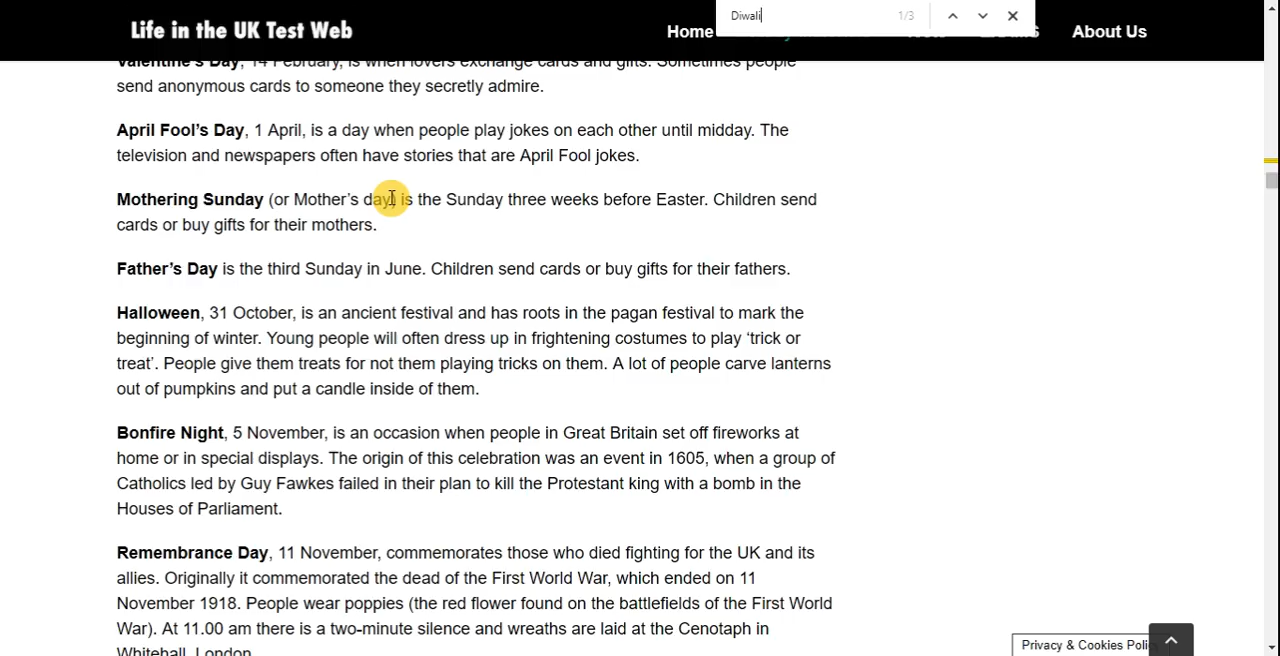 Diwali 1/3
Life in the UK Test Web
Home
About Us
Valentine's Day, 14 February, is when lovers exchange cards and gifts. Sometimes people
send anonymous cards to someone they secretly admire.
April Fool's Day, 1 April, is a day when people play jokes on each other until midday. The
television and newspapers often have stories that are April Fool jokes.
Mothering Sunday (or Mother's day) is the Sunday three weeks before Easter. Children send
cards or buy gifts for their mothers.
Father's Day is the third Sunday in June. Children send cards or buy gifts for their fathers.
Halloween, 31 October, is an ancient festival and has roots in the pagan festival to mark the
beginning of winter. Young people will often dress up in frightening costumes to play ‘trick or
treat’. People give them treats for not them playing tricks on them. A lot of people carve lanterns
out of pumpkins and put a candle inside of them.
Bonfire Night, 5 November, is an occasion when people in Great Britain set off fireworks at
home or in special displays. The origin of this celebration was an event in 1605, when a group of
Catholics led by Guy Fawkes failed in their plan to kill the Protestant king with a bomb in the
Houses of Parliament.
Remembrance Day, 11 November, commemorates those who died fighting for the UK and its
allies. Originally it commemorated the dead of the First World War, which ended on 11
November 1918. People wear poppies (the red flower found on the battlefields of the First World
War). At 11.00 am there is a two-minute silence and wreaths are laid at the Cenotaph in
Whitehall, London
Privacy & Cookies Polic